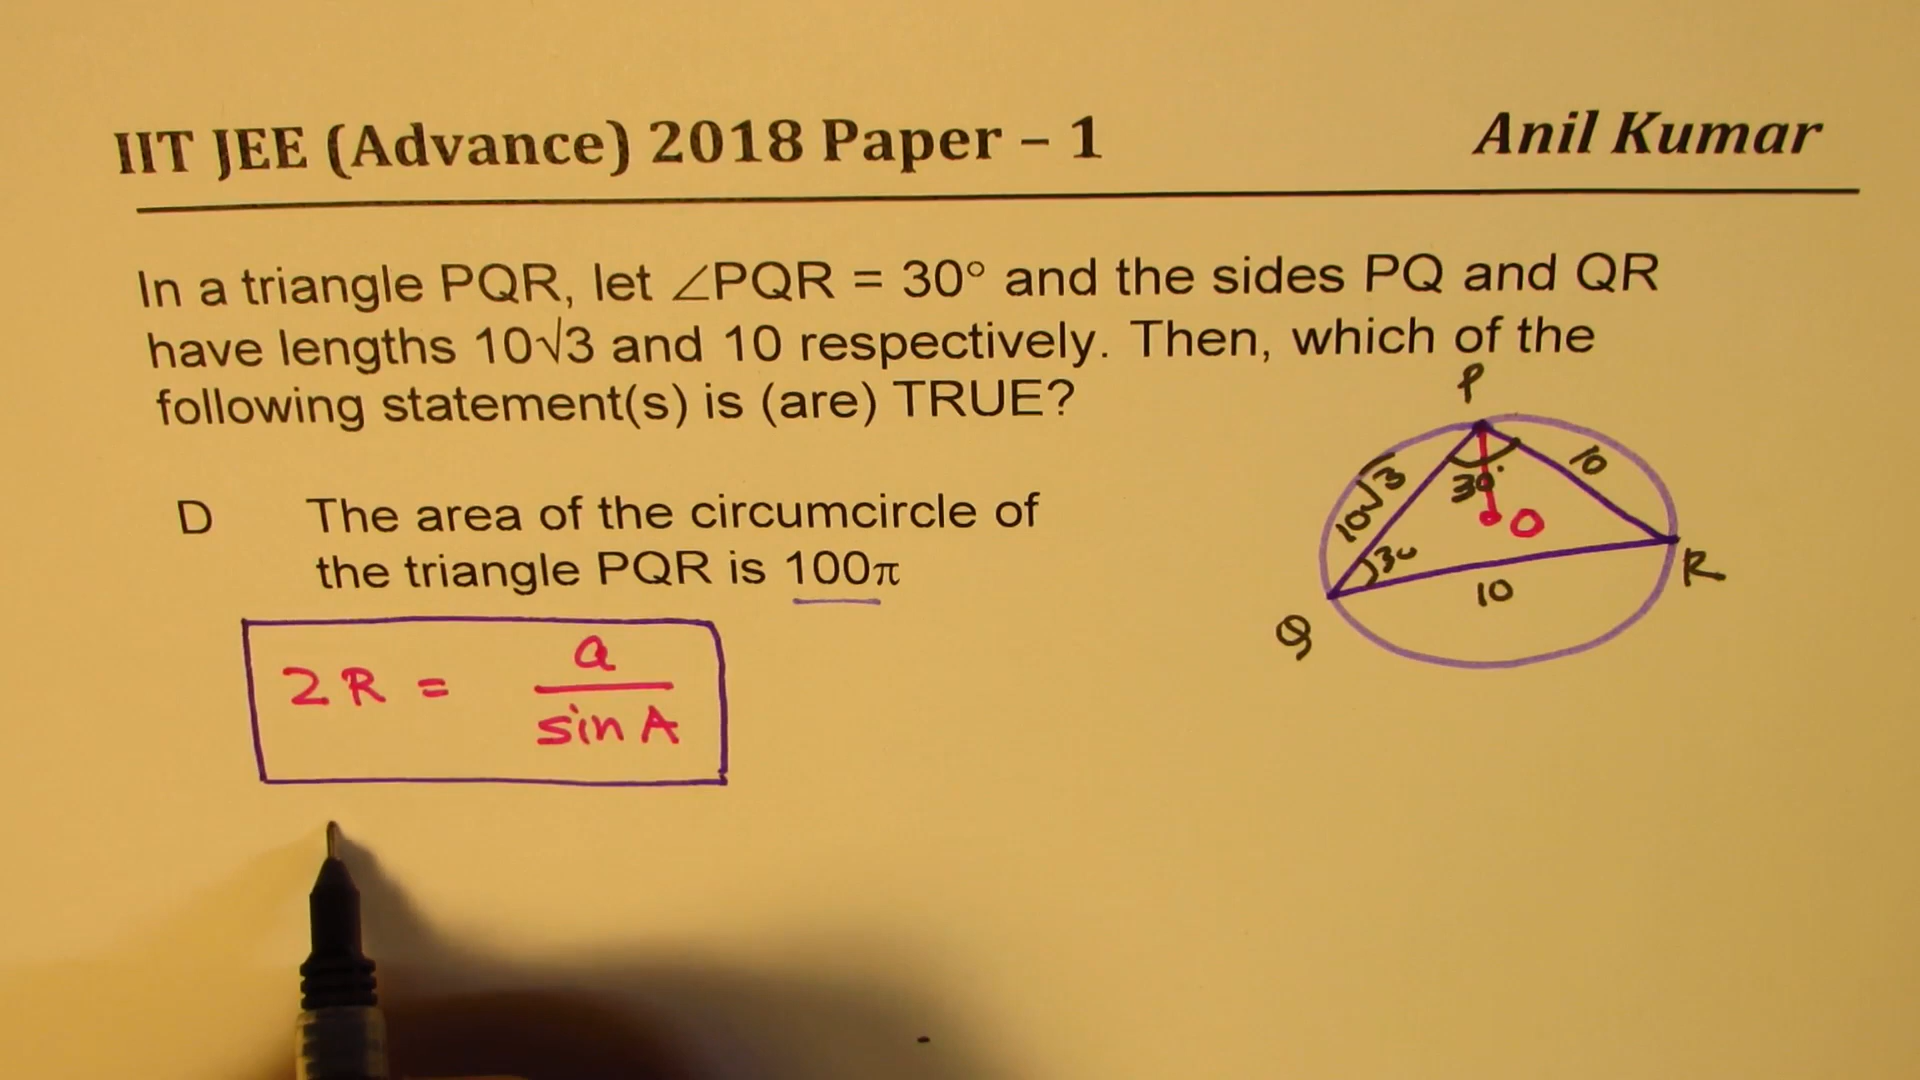 IIT JEE (Advance) 2018 Paper – 1
Anil Kumar
In a triangle PQR, let ∠PQR = 30° and the sides PQ and QR
have lengths 10√3 and 10 respectively. Then, which of the
following statement(s) is (are) TRUE?
P
10√3
10
30°
O
30
10
R
Q
D The area of the circumcircle of
the triangle PQR is 100π
2R = a
sin A